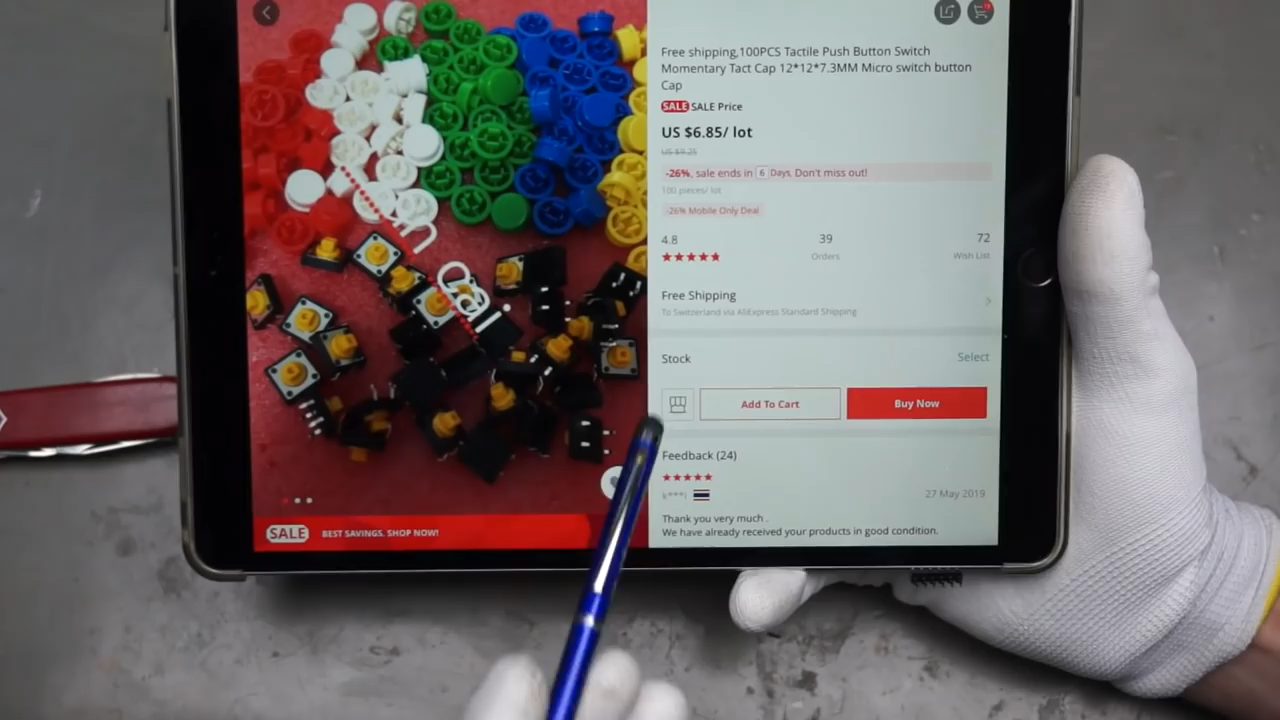 Free shipping,100PCS Tactile Push Button Switch
Momentary Tact Cap 12*12*7.3MM Micro switch button
Cap
SALE SALE Price
US $6.85/ lot
US $9.25
-26%, sale ends in 6 Days, Don't miss out!
100 pieces/ lot
-26% Mobile Only Deal
4.8
39
72
Orders
Wish List
Free Shipping
To Switzerland via AliExpress Standard Shipping
Stock
Select
Add To Cart
Buy Now
Feedback (24)
27 May 2019
Thank you very much .
We have already received your products in good condition.
SALE
BEST SAVINGS, SHOP NOW!